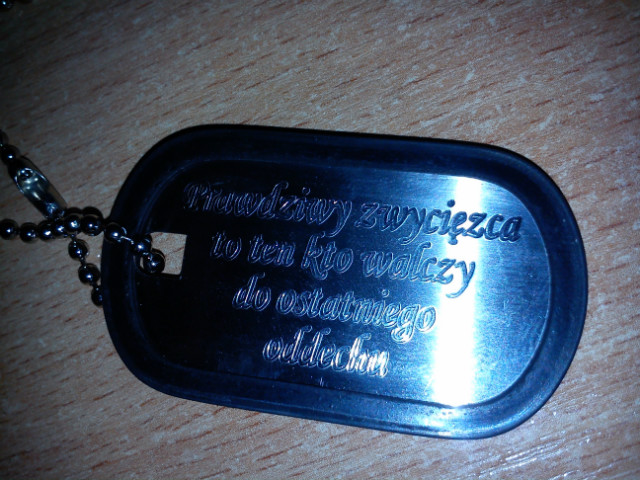 Prawdziwy zwycięzca
to ten kto walczy
do ostatniego
oddechu